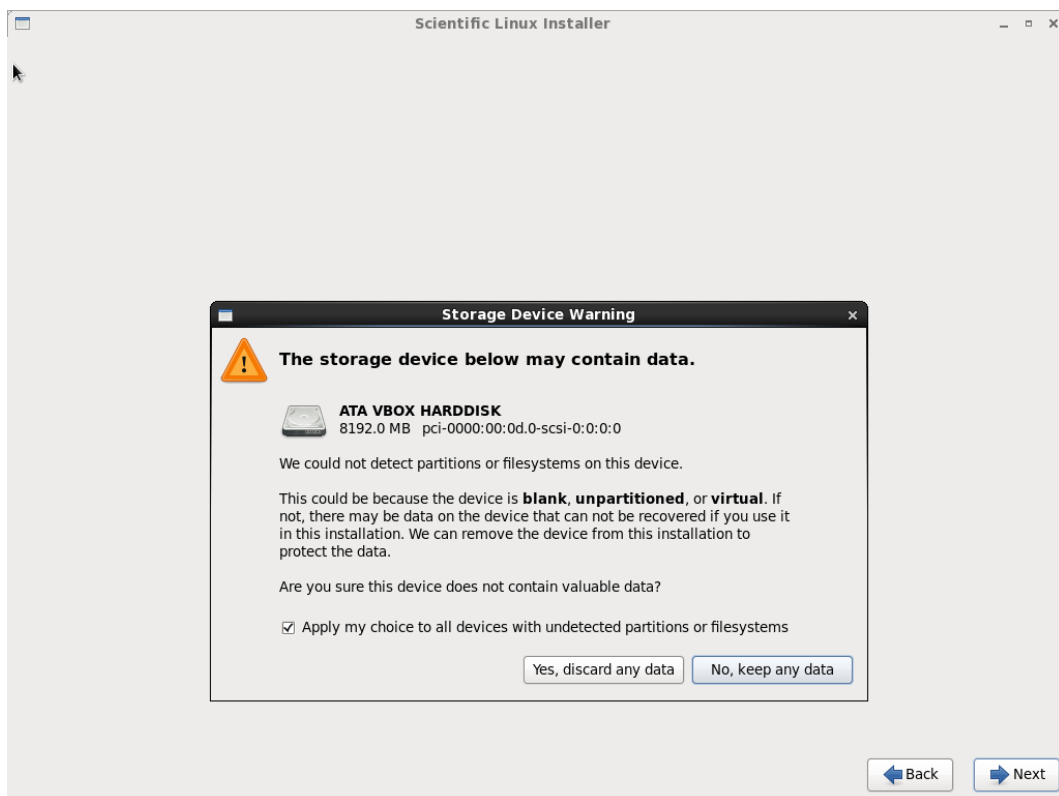 Scientific Linux Installer
Storage Device Warning
The storage device below may contain data.
ATA VBOX HARDDISK
8192.0 MB pci-0000:00:0d.0-scsi-0:0:0:0
We could not detect partitions or filesystems on this device.
This could be because the device is blank, unpartitioned, or virtual. If
not, there may be data on the device that can not be recovered if you use it
in this installation. We can remove the device from this installation to
protect the data.
Are you sure this device does not contain valuable data?
Apply my choice to all devices with undetected partitions or filesystems
Yes, discard any data No, keep any data
Back Next